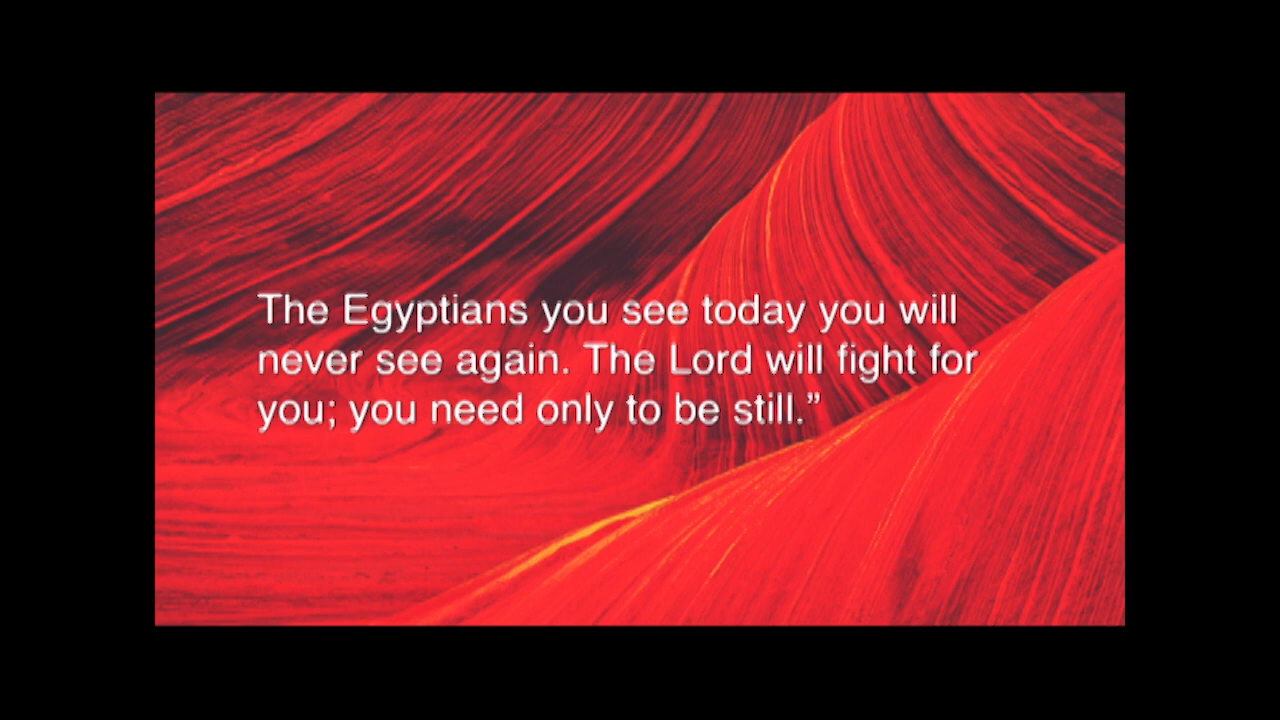 The Egyptians you see today you will
never see again. The Lord will fight for
you; you need only to be still.”